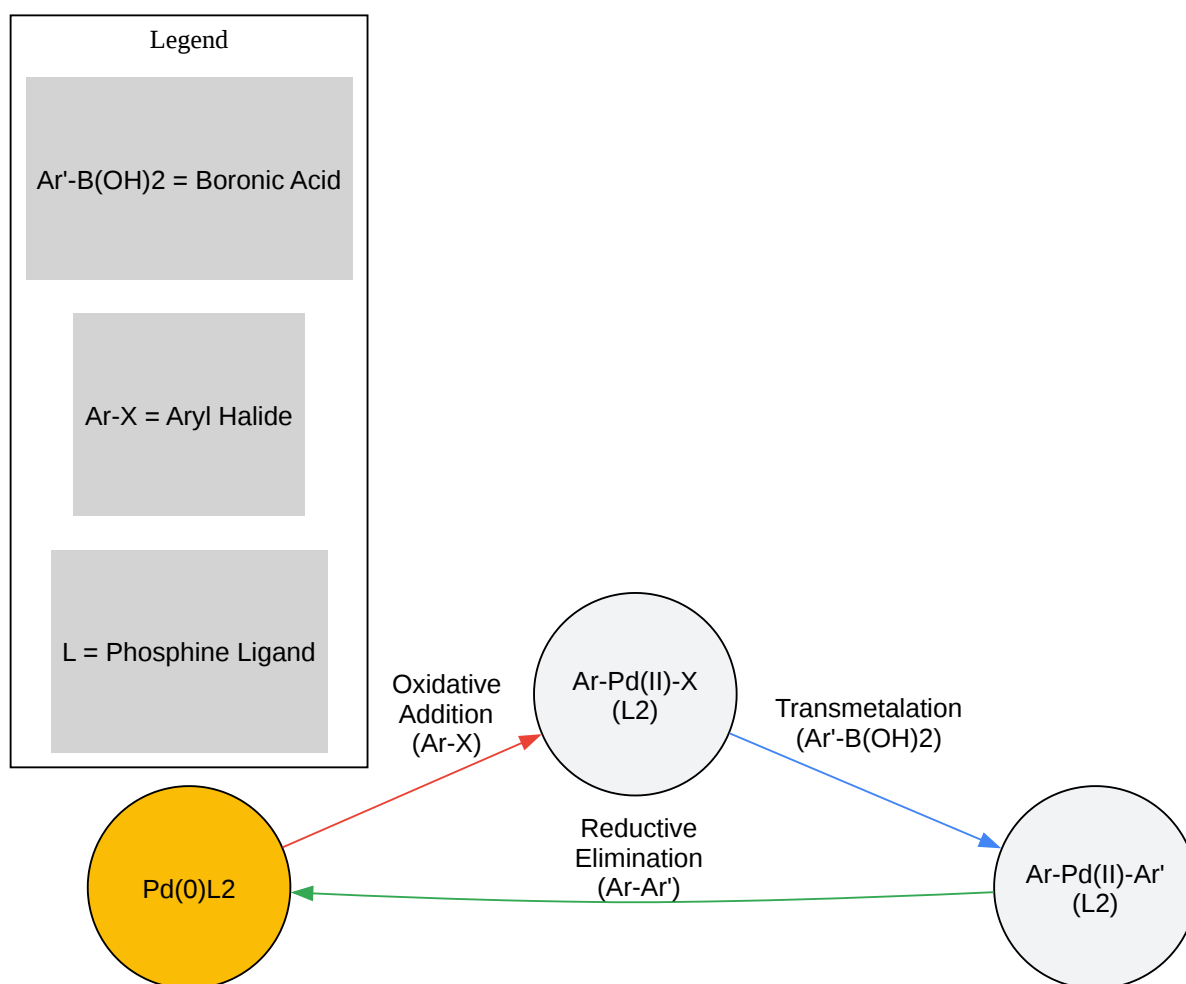 Legend
Ar'-B(OH)2 = Boronic Acid
Ar-X = Aryl Halide
L = Phosphine Ligand
Oxidative
Addition
(Ar-X)
Ar-Pd(II)-X
(L2)
Transmetalation
(Ar'-B(OH)2)
Reductive
Elimination
(Ar-Ar')
Pd(0)L2
Ar-Pd(II)-Ar'
(L2)